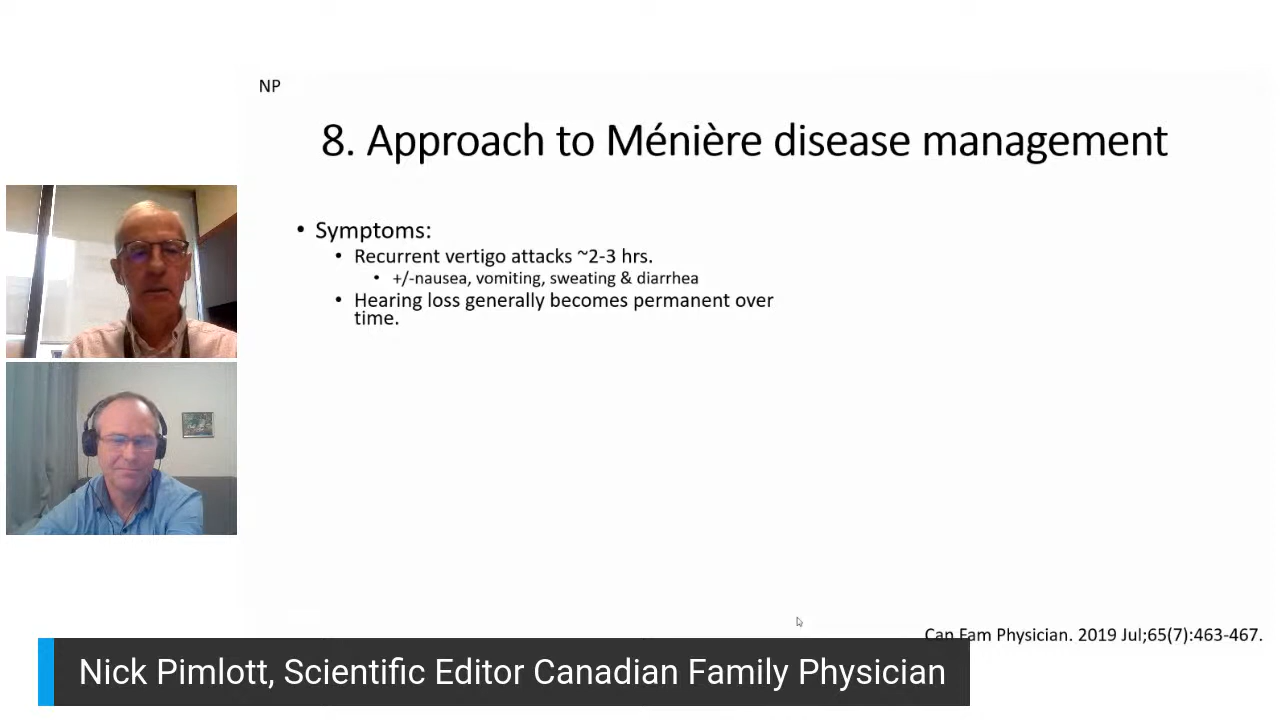 NP
8. Approach to Ménière disease management
• Symptoms:
• Recurrent vertigo attacks ~2-3 hrs.
• +/-nausea, vomiting, sweating & diarrhea
• Hearing loss generally becomes permanent over
time.
Can Fam Physician. 2019 Jul;65(7):463-467.
Nick Pimlott, Scientific Editor Canadian Family Physician